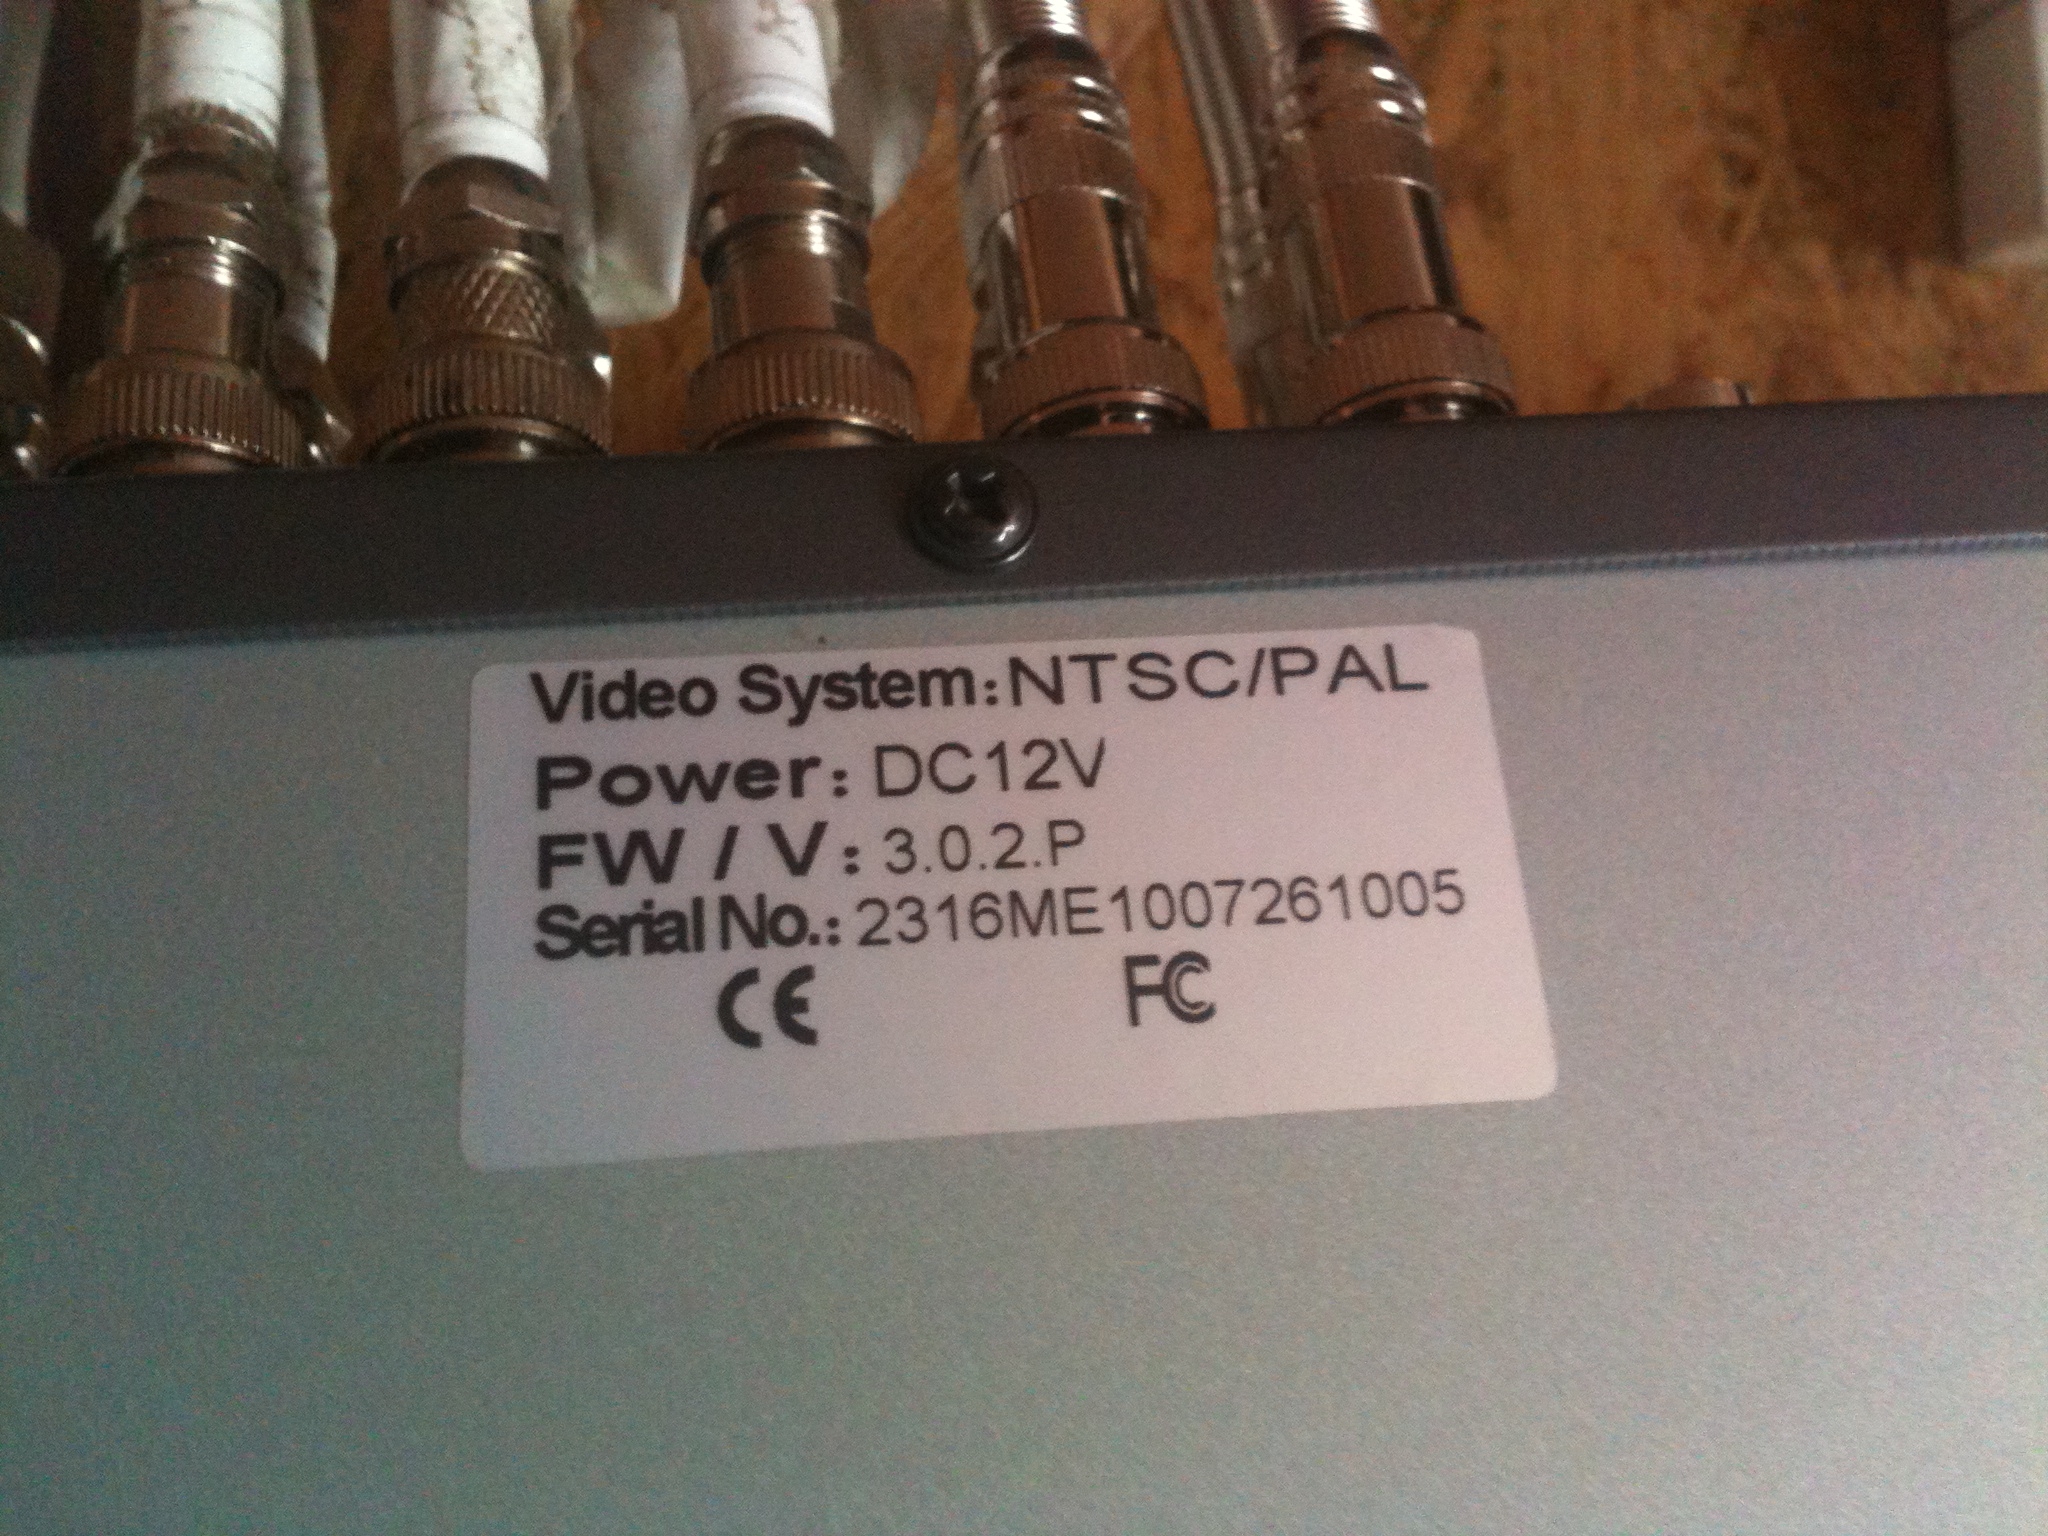 Video System: NTSC/PAL
Power: DC12V
FW / V: 3.0.2.P
Serial No.: 2316ME1007261005
CE FC